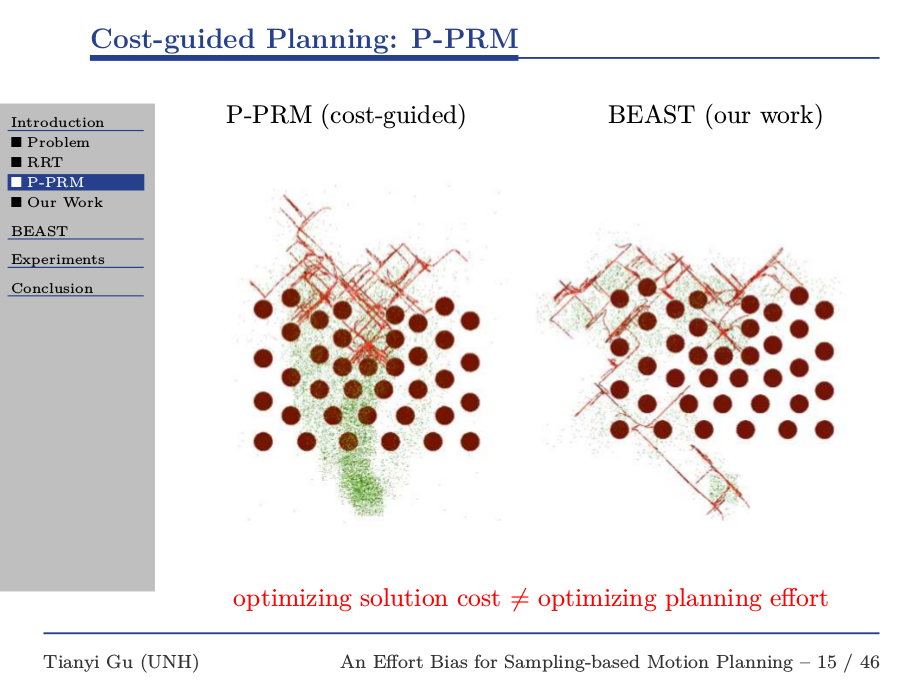 Cost-guided Planning: P-PRM
Introduction
Problem
RRT
P-PRM
Our Work
BEAST
Experiments
Conclusion
P-PRM (cost-guided)
BEAST (our work)
optimizing solution cost ≠ optimizing planning effort
Tianyi Gu (UNH)
An Effort Bias for Sampling-based Motion Planning – 15 / 46